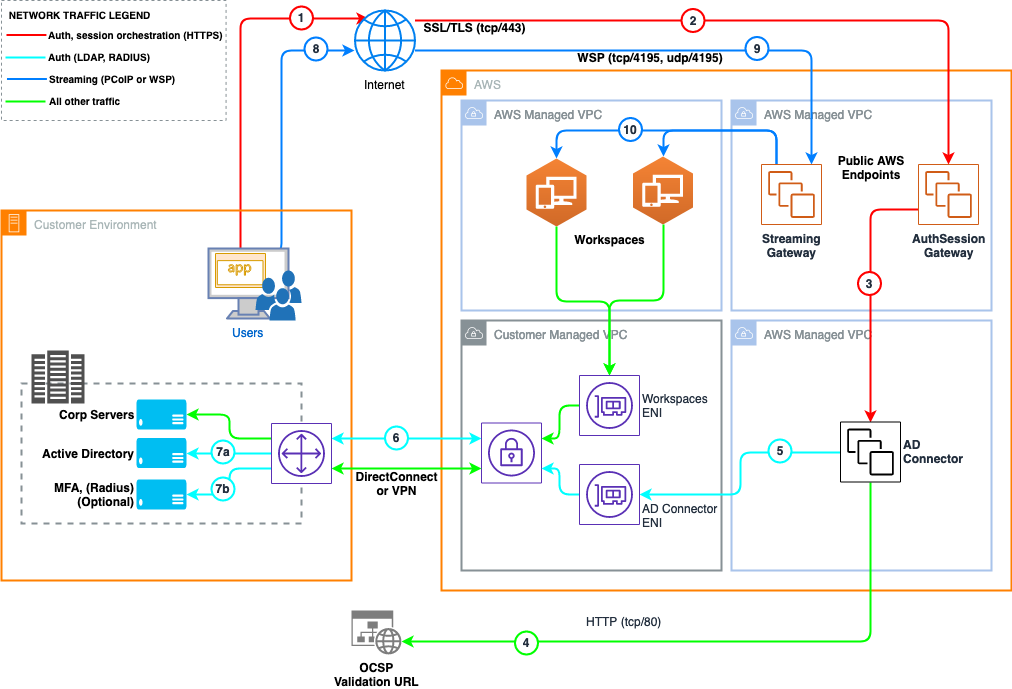 NETWORK TRAFFIC LEGEND
Auth, session orchestration (HTTPS)
Auth (LDAP, RADIUS)
Streaming (PCoIP or WSP)
All other traffic
1
2
SSL/TLS (tcp/443)
8
9
WSP (tcp/4195, udp/4195)
Internet
AWS
AWS Managed VPC
AWS Managed VPC
10
Public AWS
Endpoints
Workspaces
Streaming
Gateway
AuthSession
Gateway
Customer Environment
app
Users
3
Customer Managed VPC
AWS Managed VPC
Workspaces
ENI
Corp Servers
Active Directory
MFA, (Radius)
(Optional)
7a
7b
6
DirectConnect
or VPN
5
AD
Connector
AD Connector
ENI
HTTP (tcp/80)
4
OCSP
Validation URL